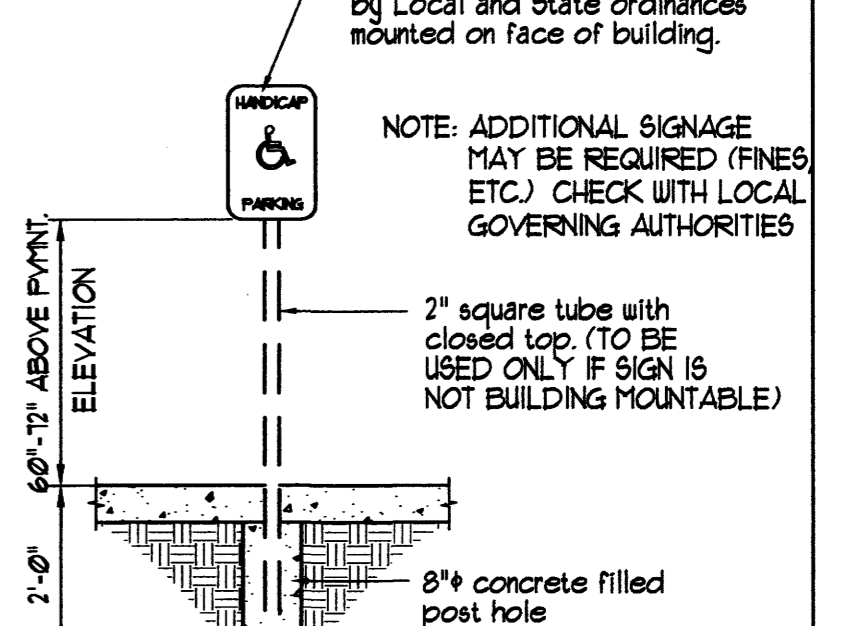 by Local and State ordinances
mounted on face of building.
HANDICAP
PARKING
NOTE: ADDITIONAL SIGNAGE
MAY BE REQUIRED (FINES,
ETC.) CHECK WITH LOCAL
GOVERNING AUTHORITIES
60"-72" ABOVE PVMNT.
ELEVATION
2" square tube with
closed top. (TO BE
USED ONLY IF SIGN IS
NOT BUILDING MOUNTABLE)
2'-0"
8"ϕ concrete filled
post hole